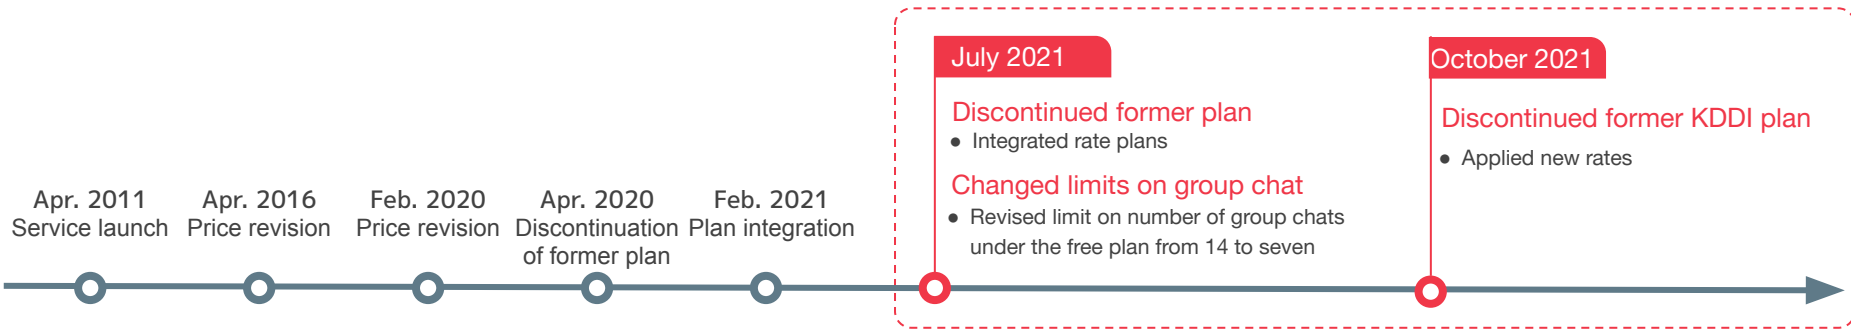 Apr. 2011
Service launch
Apr. 2016
Price revision
Feb. 2020
Price revision
Apr. 2020
Discontinuation
of former plan
Feb. 2021
Plan integration
July 2021
Discontinued former plan
● Integrated rate plans
Changed limits on group chat
● Revised limit on number of group chats
under the free plan from 14 to seven
October 2021
Discontinued former KDDI plan
● Applied new rates